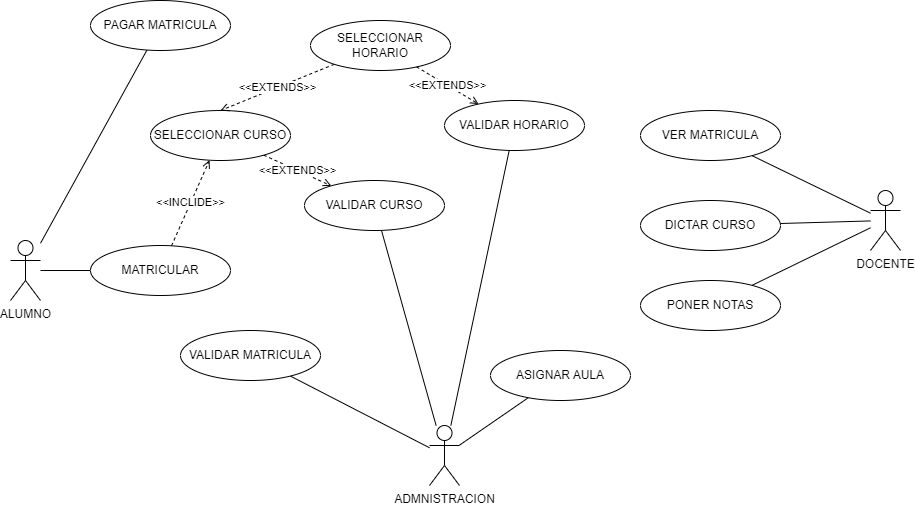 PAGAR MATRICULA
SELECCIONAR
HORARIO
<<EXTENDS>>
<<EXTENDS>>
SELECCIONAR CURSO
VALIDAR HORARIO
VER MATRICULA
<<EXTENDS>>
<<INCLIDE>>
VALIDAR CURSO
DICTAR CURSO
DOCENTE
MATRICULAR
ALUMNO
PONER NOTAS
VALIDAR MATRICULA
ASIGNAR AULA
ADMNISTRACION